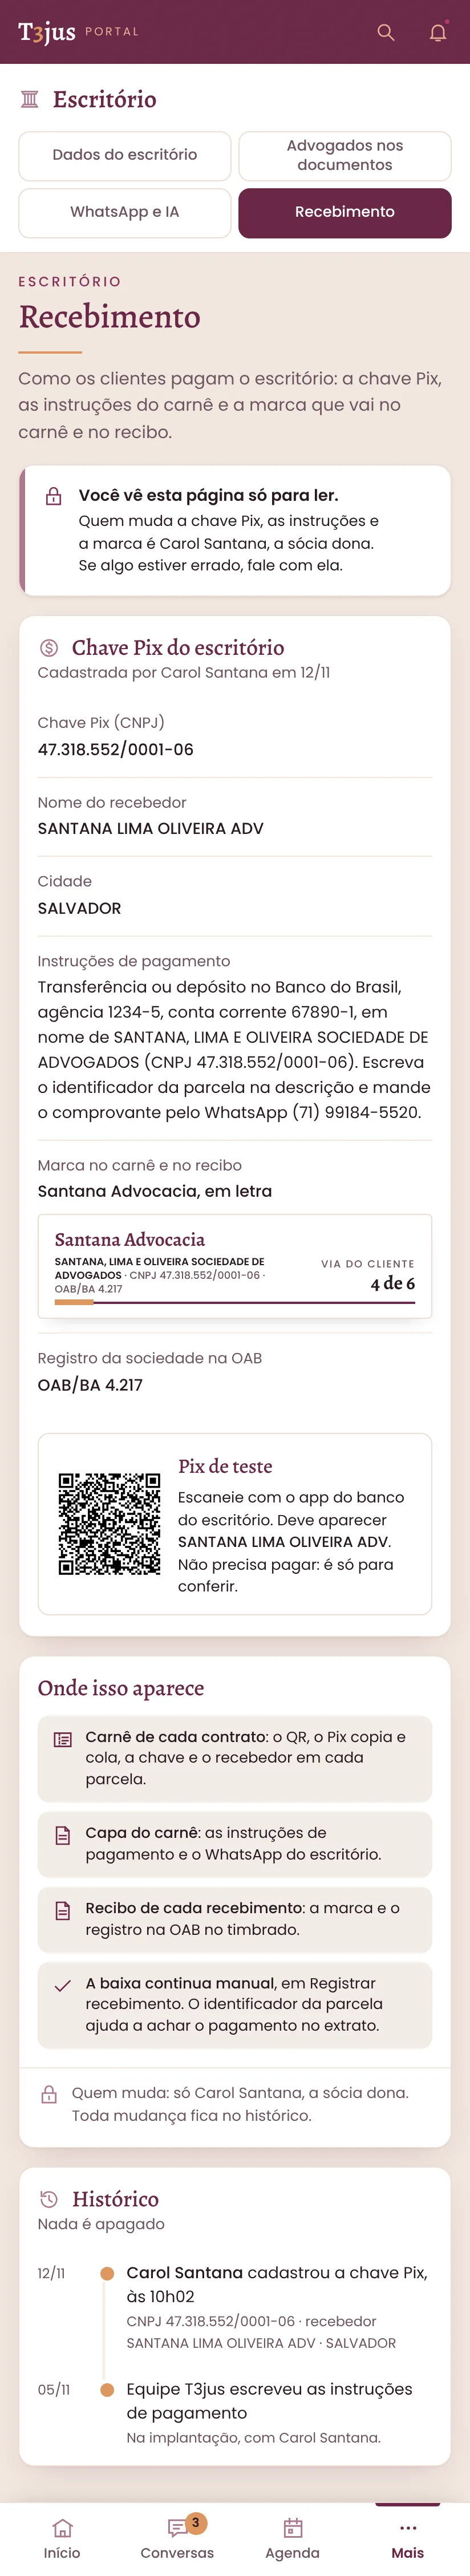 T3jus PORTAL
Escritório
Dados do escritório
Advogados nos
documentos
WhatsApp e IA
Recebimento
ESCRITÓRIO
Recebimento
Como os clientes pagam o escritório: a chave Pix,
as instruções do carnê e a marca que vai no
carnê e no recibo.
Você vê esta página só para ler.
Quem muda a chave Pix, as instruções e
a marca é Carol Santana, a sócia dona.
Se algo estiver errado, fale com ela.
Chave Pix do escritório
Cadastrada por Carol Santana em 12/11
Chave Pix (CNPJ)
47.318.552/0001-06
Nome do recebedor
SANTANA LIMA OLIVEIRA ADV
Cidade
SALVADOR
Instruções de pagamento
Transferência ou depósito no Banco do Brasil,
agência 1234-5, conta corrente 67890-1, em
nome de SANTANA, LIMA E OLIVEIRA SOCIEDADE DE
ADVOGADOS (CNPJ 47.318.552/0001-06). Escreva
o identificador da parcela na descrição e mande
o comprovante pelo WhatsApp (71) 99184-5520.
Marca no carnê e no recibo
Santana Advocacia, em letra
Santana Advocacia
SANTANA, LIMA E OLIVEIRA SOCIEDADE DE
ADVOGADOS · CNPJ 47.318.552/0001-06 ·
OAB/BA 4.217
VIA DO CLIENTE
4 de 6
Registro da sociedade na OAB
OAB/BA 4.217
Pix de teste
Escaneie com o app do banco
do escritório. Deve aparecer
SANTANA LIMA OLIVEIRA ADV.
Não precisa pagar: é só para
conferir.
Onde isso aparece
Carnê de cada contrato: o QR, o Pix copia e
cola, a chave e o recebedor em cada
parcela.
Capa do carnê: as instruções de
pagamento e o WhatsApp do escritório.
Recibo de cada recebimento: a marca e o
registro na OAB no timbrado.
A baixa continua manual, em Registrar
recebimento. O identificador da parcela
ajuda a achar o pagamento no extrato.
Quem muda: só Carol Santana, a sócia dona.
Toda mudança fica no histórico.
Histórico
Nada é apagado
12/11
Carol Santana cadastrou a chave Pix,
às 10h02
CNPJ 47.318.552/0001-06 · recebedor
SANTANA LIMA OLIVEIRA ADV · SALVADOR
05/11
Equipe T3jus escreveu as instruções
de pagamento
Na implantação, com Carol Santana.
Início
3
Conversas
Agenda
Mais